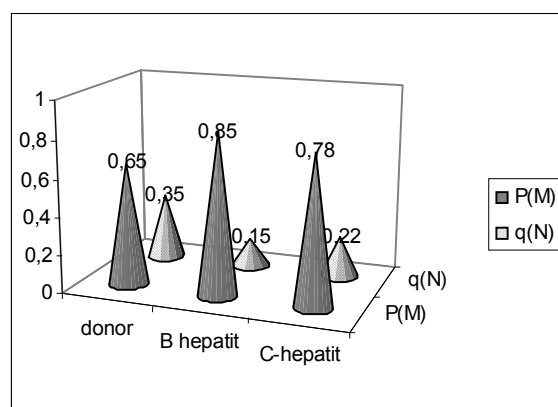 1
0,8
0,6
0,4
0,2
0
0,65
0,35
0,85
0,15
0,78
0,22
donor
B hepatit
C-hepatit
q(N)
P(M)
P(M)
q(N)